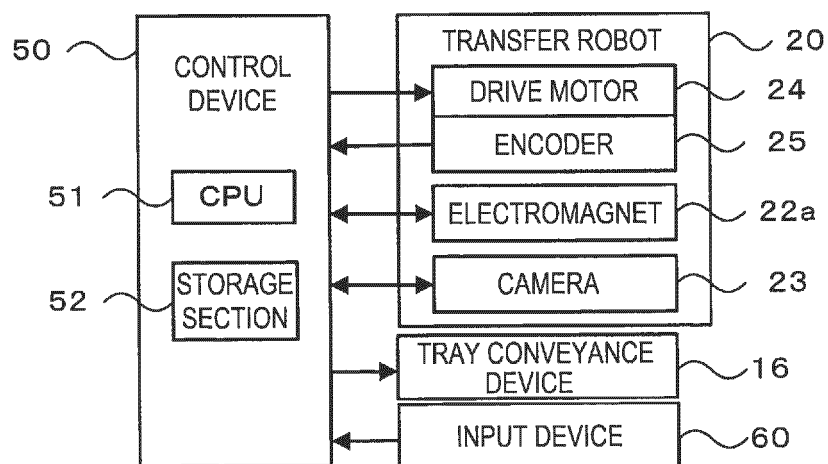 50
CONTROL
DEVICE
51
CPU
52
STORAGE
SECTION
TRANSFER ROBOT
20
DRIVE MOTOR
24
ENCODER
25
ELECTROMAGNET
22a
CAMERA
23
TRAY CONVEYANCE
DEVICE
16
INPUT DEVICE
60